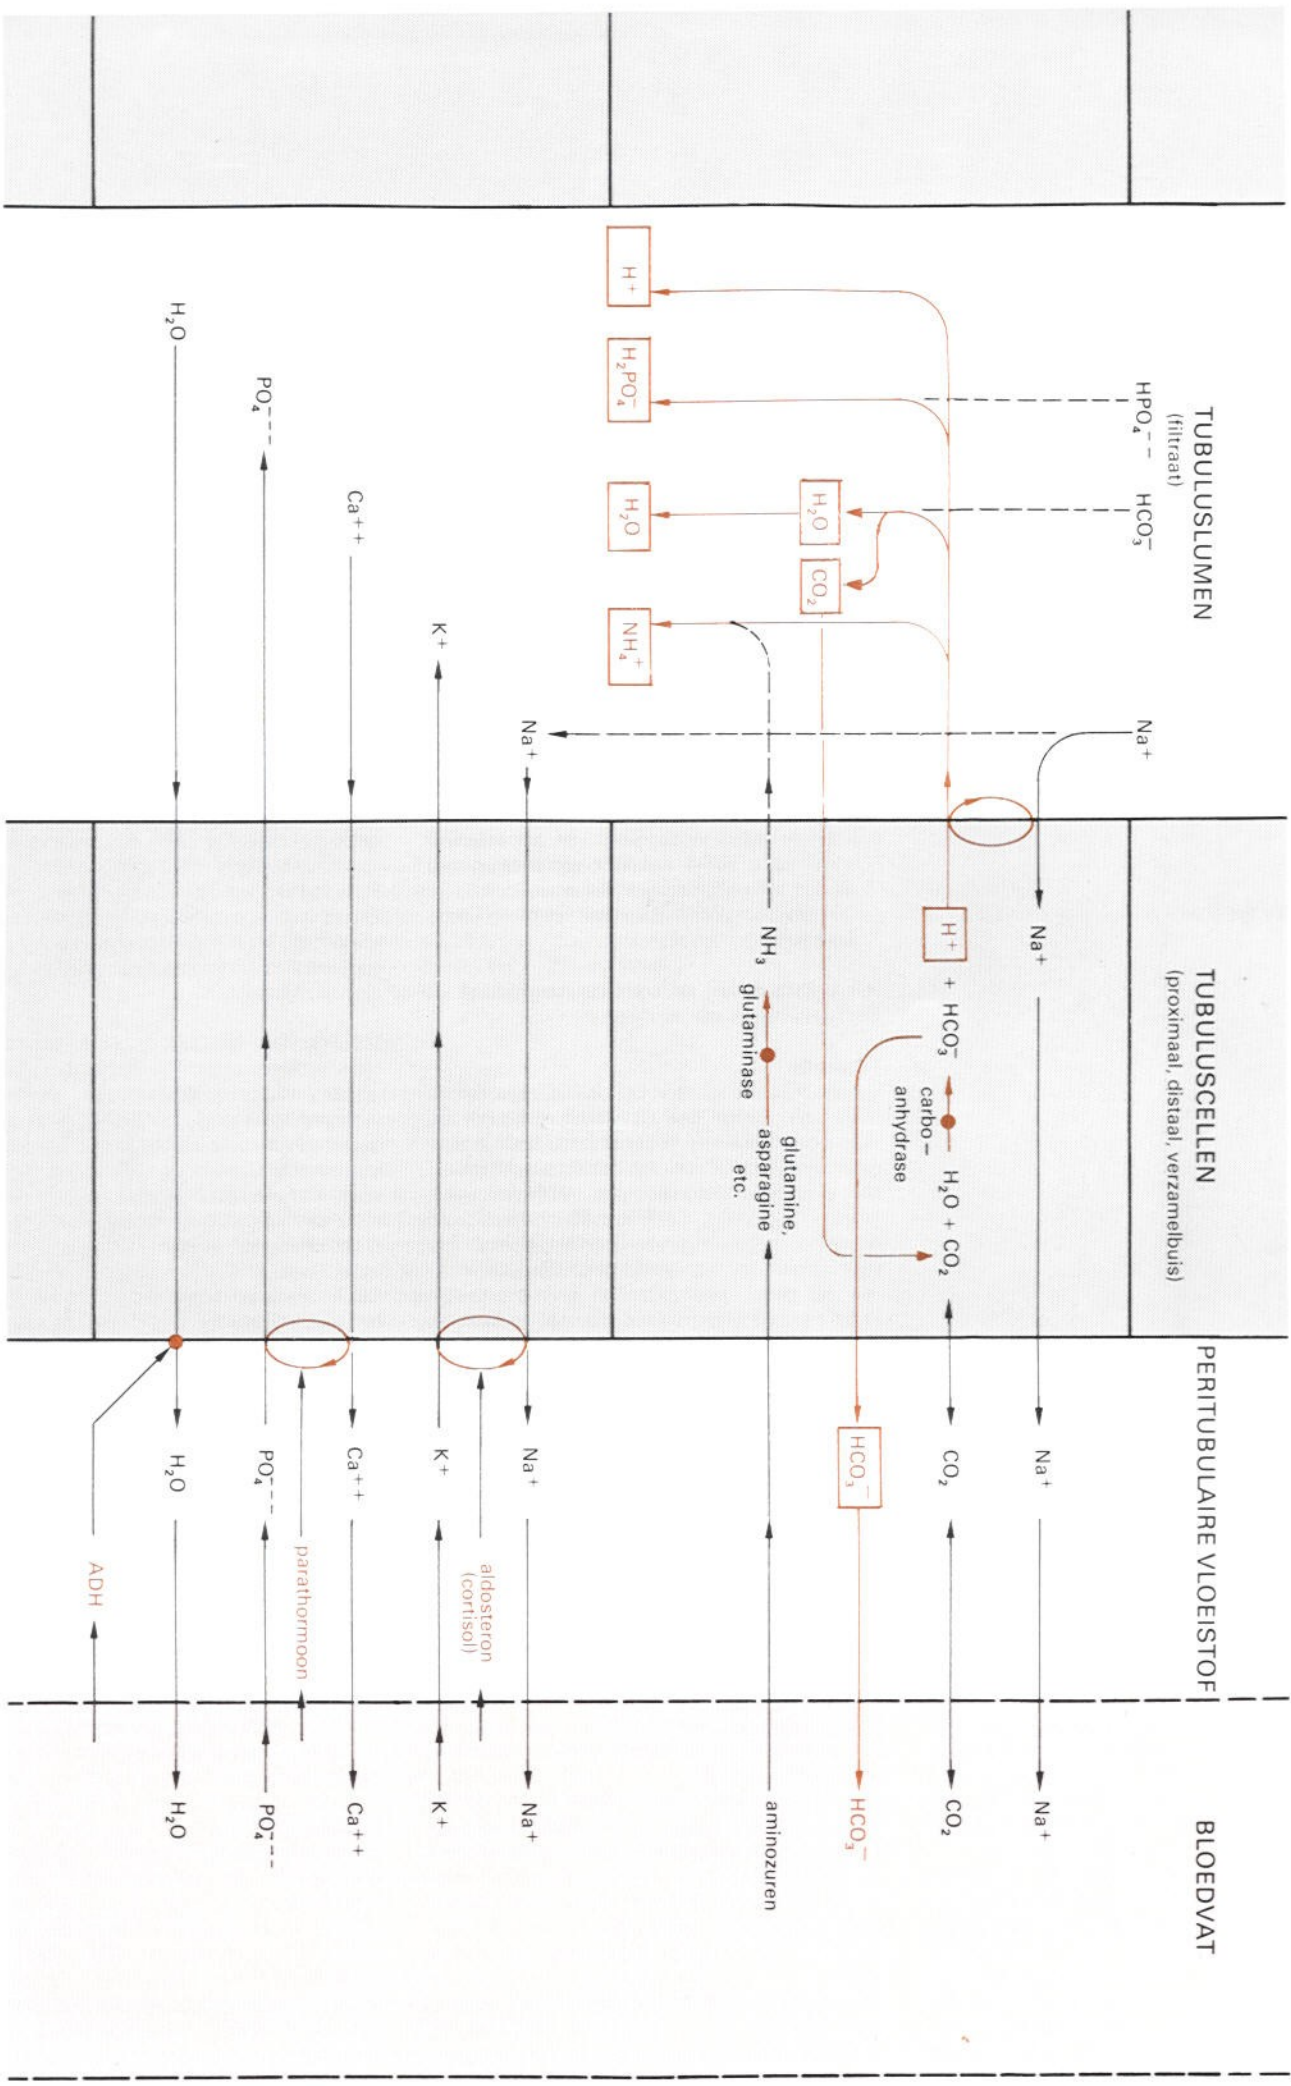 TUBULUSLUMEN
TUBULUSCELLEN
(proximaal, distaal, verzamelbuis)
PERITUBULAIRE VLOEISTOF
BLOEDVAT
HPO₄⁻⁻
(filtraat)
HCO₃⁻
Na⁺
Na⁺
Na⁺
Na⁺
H⁺
+ HCO₃⁻
carbo–
anhydrase
H₂O + CO₂
CO₂
CO₂
H₂O
CO₂
HCO₃⁻
HCO₃⁻
H⁺
H₂PO₄⁻
H₂O
NH₄⁺
NH₃
glutaminase
glutamine,
asparagine
etc.
aminozuren
Na⁺
Na⁺
Na⁺
aldosteron
(cortisol)
K⁺
K⁺
K⁺
Ca⁺⁺
Ca⁺⁺
Ca⁺⁺
parathormoon
PO₄⁻⁻⁻
PO₄⁻⁻⁻
PO₄⁻⁻⁻
H₂O
H₂O
H₂O
ADH